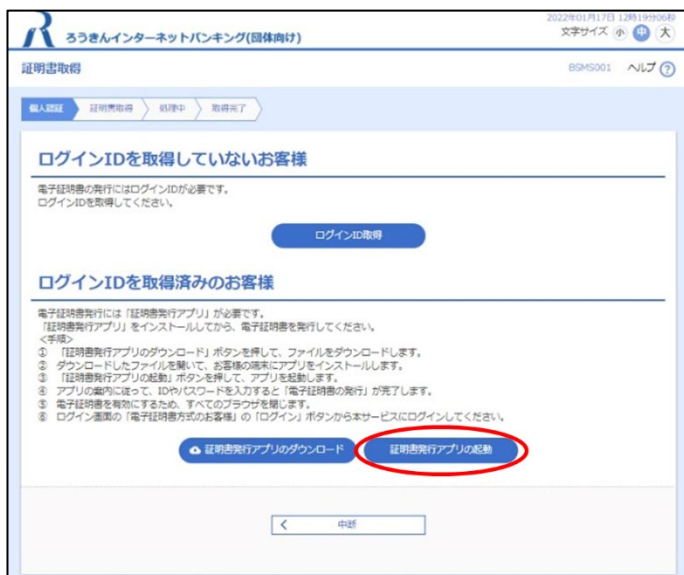 2022年01月17日 12時19分06秒
ろうきんインターネットバンキング(団体向け)
文字サイズ 小 中 大
証明書取得
BSMS001 ヘルプ ?
個人認証 証明書取得 処理中 取得完了
ログインIDを取得していないお客様
電子証明書の発行にはログインIDが必要です。
ログインIDを取得してください。
ログインID取得
ログインIDを取得済みのお客様
電子証明書発行には「証明書発行アプリ」が必要です。
「証明書発行アプリ」をインストールしてから、電子証明書を発行してください。
<手順>
① 「証明書発行アプリのダウンロード」ボタンを押して、ファイルをダウンロードします。
② ダウンロードしたファイルを開いて、お客様の端末にアプリをインストールします。
③ 「証明書発行アプリの起動」ボタンを押して、アプリを起動します。
④ アプリの案内に従って、IDやパスワードを入力すると「電子証明書の発行」が完了します。
⑤ 電子証明書を有効にするため、すべてのブラウザを閉じます。
⑥ ログイン画面の「電子証明書方式のお客様」の「ログイン」ボタンから本サービスにログインしてください。
証明書発行アプリのダウンロード 証明書発行アプリの起動
中断